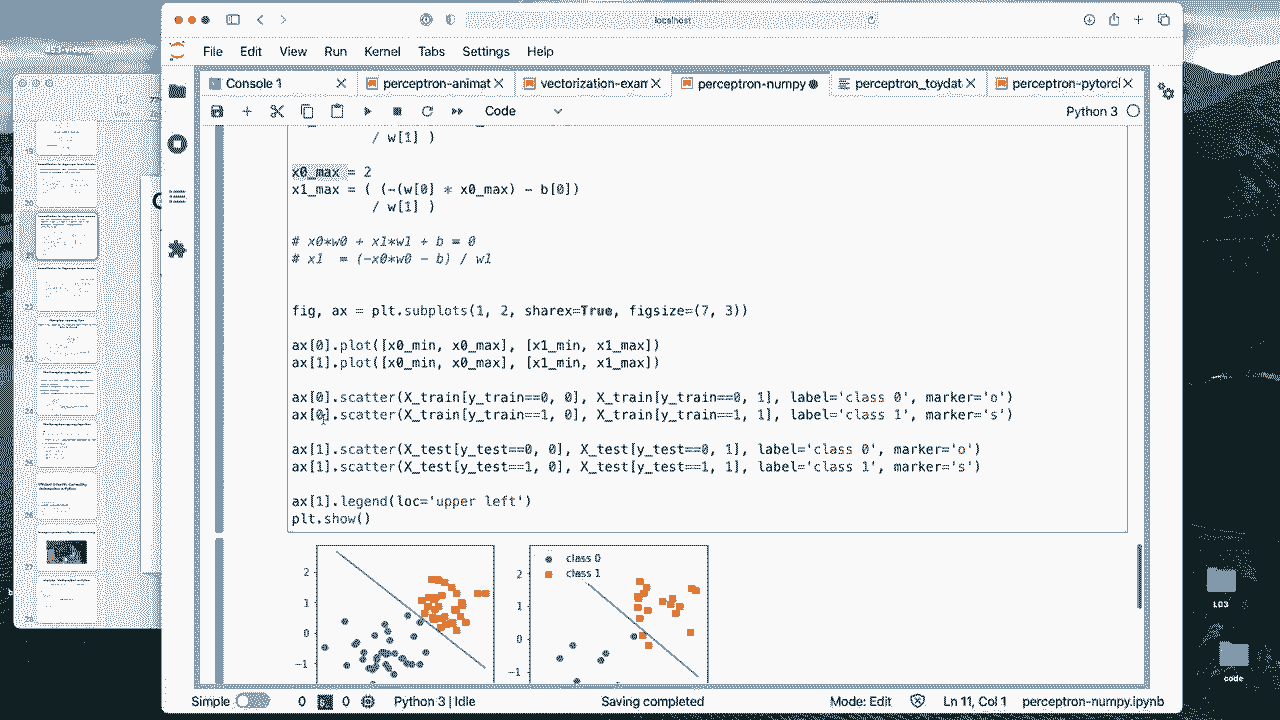 localhost
File Edit View Run Kernel Tabs Settings Help
Console 1
perceptron-animat
vectorization-exam
perceptron-numpy
perceptron_toydat
perceptron-pytorcl
Code
Python 3
/ w[1] )
x0_max = 2
x1_max = ( (-(w[0] * x0_max) - b[0])
/ w[1] )
# x0*w0 + x1*w1 + b = 0
# x1  = (-x0*w0 - b) / w1
fig, ax = plt.subplots(1, 2, sharex=True, figsize=(7, 3))
ax[0].plot([x0_min, x0_max], [x1_min, x1_max])
ax[1].plot([x0_min, x0_max], [x1_min, x1_max])
ax[0].scatter(X_train[y_train==0, 0], X_train[y_train==0, 1], label='class 0', marker='o')
ax[0].scatter(X_train[y_train==1, 0], X_train[y_train==1, 1], label='class 1', marker='s')
ax[1].scatter(X_test[y_test==0, 0], X_test[y_test==0, 1], label='class 0', marker='o')
ax[1].scatter(X_test[y_test==1, 0], X_test[y_test==1, 1], label='class 1', marker='s')
ax[1].legend(loc='upper left')
plt.show()
2
1
0
−1
2
1
0
−1
class 0
class 1
Simple 0 0 Python 3 | Idle Saving completed Mode: Edit Ln 11, Col 1 perceptron-numpy.ipynb
L03
code